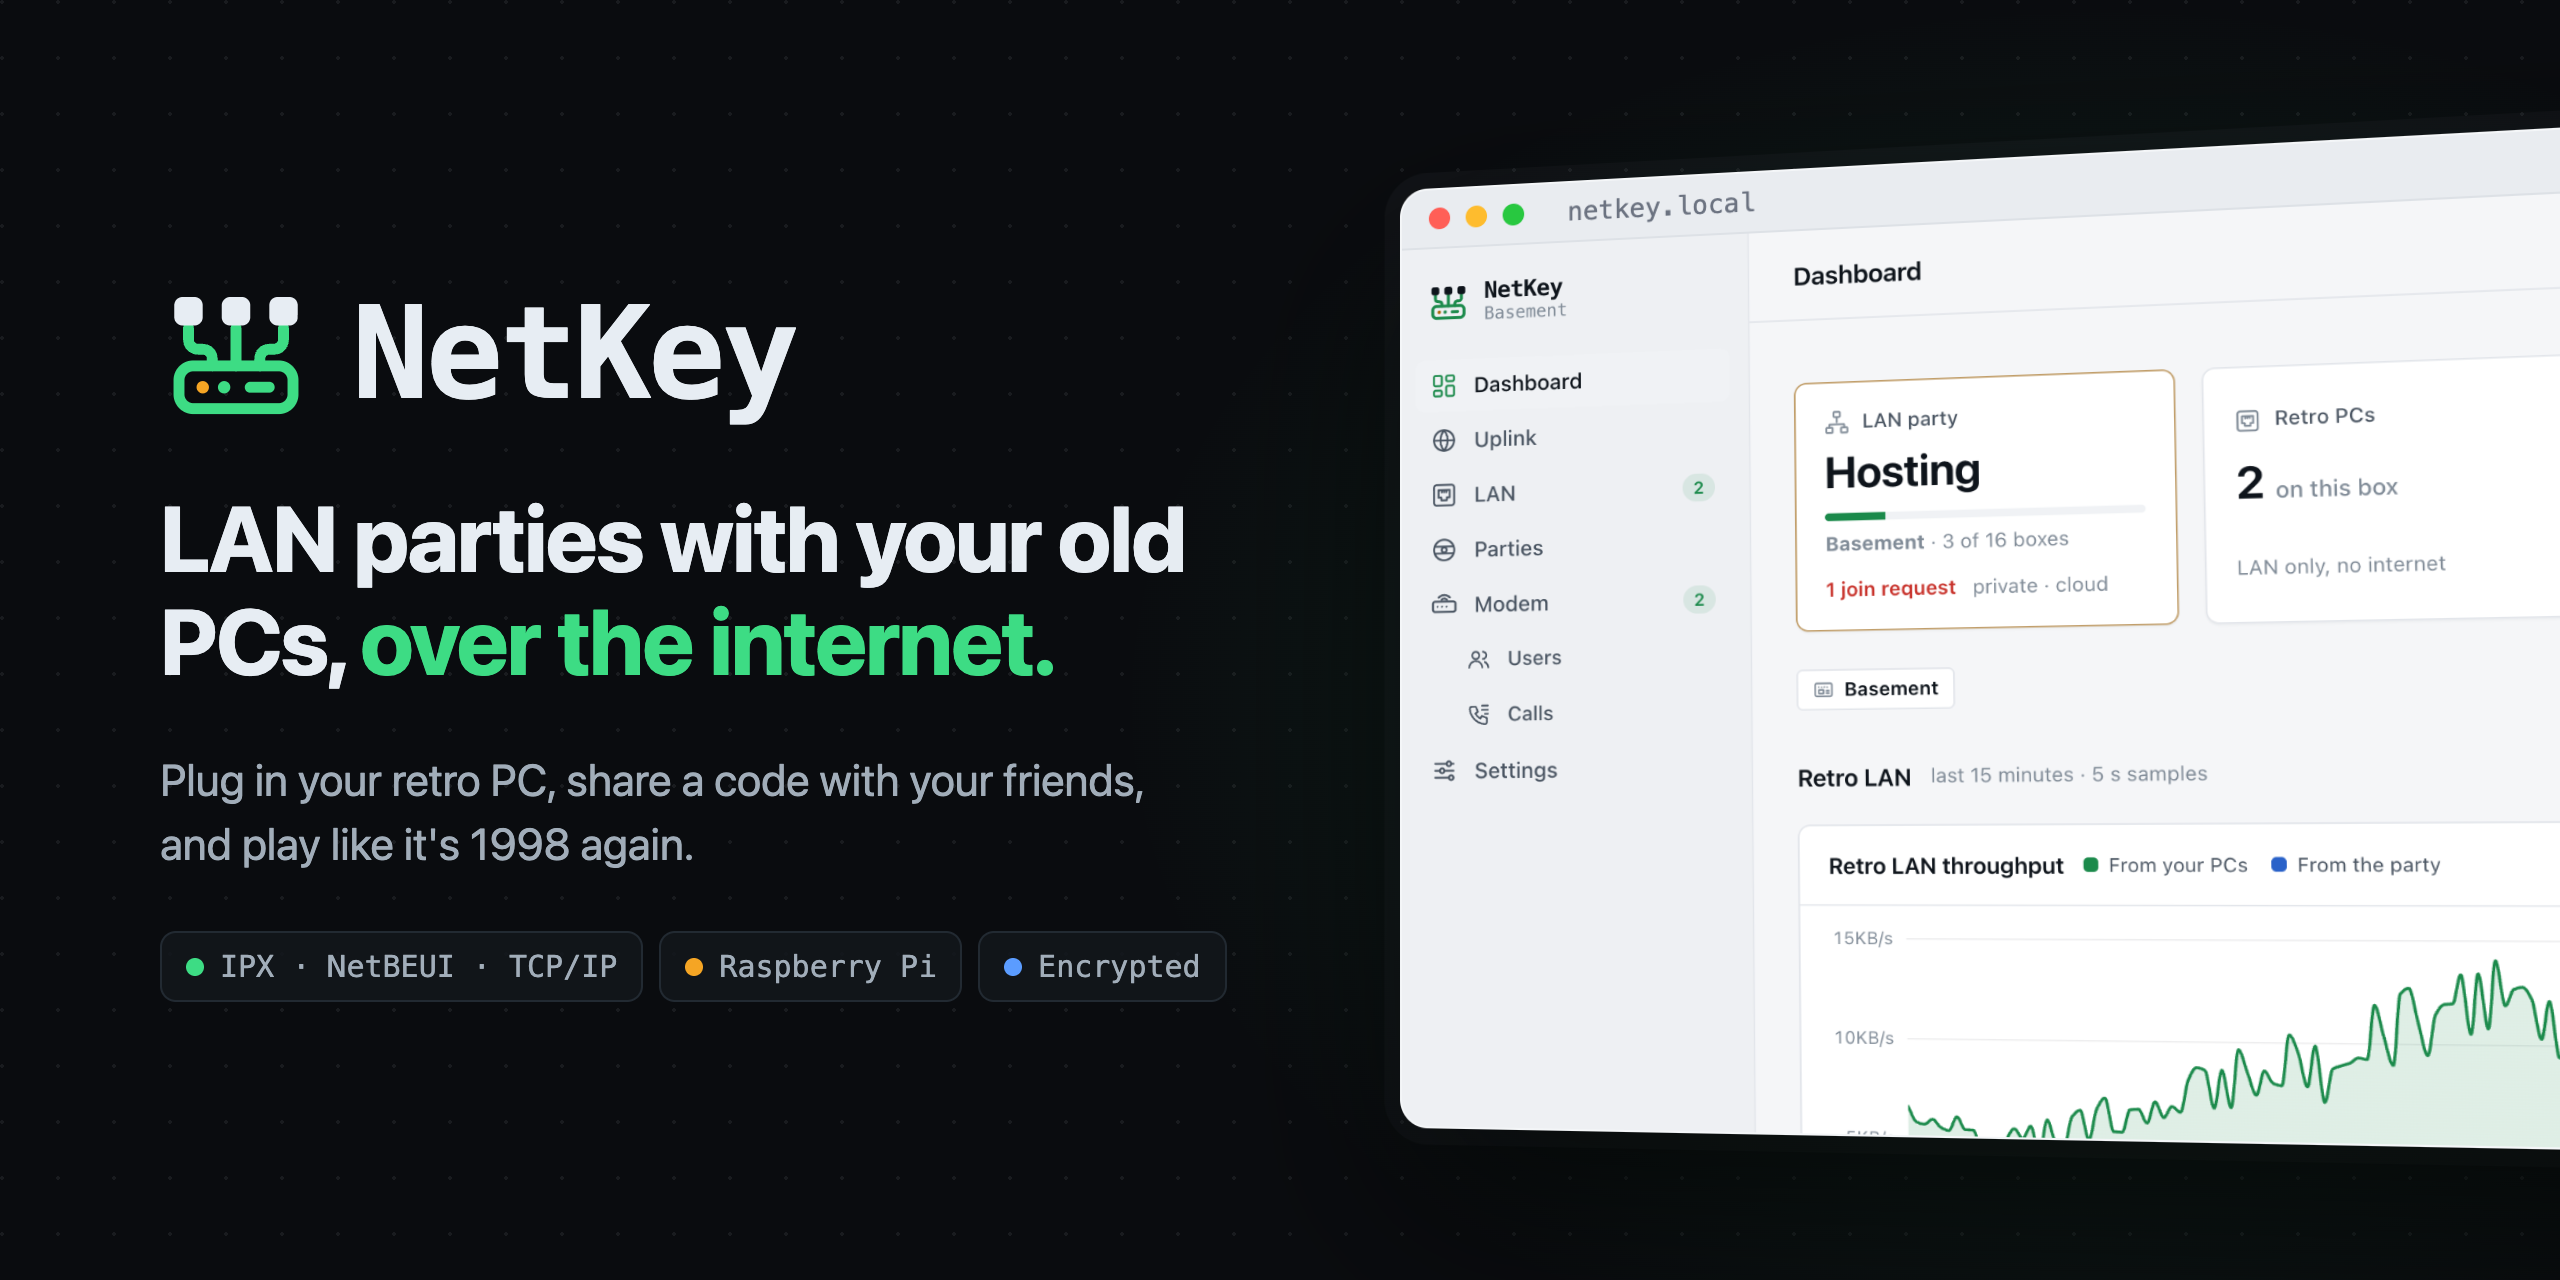 NetKey
LAN parties with your old
PCs, over the internet.
Plug in your retro PC, share a code with your friends,
and play like it's 1998 again.
IPX · NetBEUI · TCP/IP
Raspberry Pi
Encrypted
netkey.local
NetKey
Basement
Dashboard
Uplink
LAN 2
Parties
Modem 2
Users
Calls
Settings
Dashboard
LAN party
Hosting
Basement · 3 of 16 boxes
1 join request private · cloud
Retro PCs
2 on this box
LAN only, no internet
Basement
Retro LAN last 15 minutes · 5 s samples
Retro LAN throughput From your PCs From the party
15KB/s
10KB/s